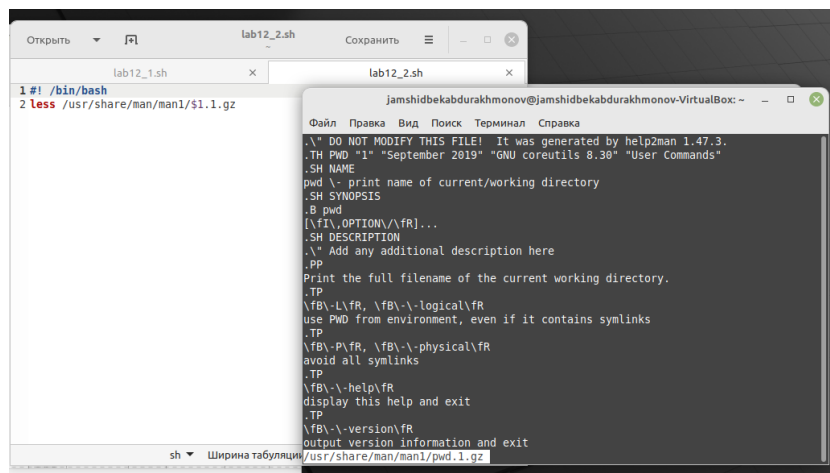 Открыть
lab12_2.sh
~
Сохранить
lab12_1.sh
lab12_2.sh
1 #! /bin/bash
2 less /usr/share/man/man1/$1.1.gz
sh
Ширина табуляции
jamshidbekabdurakhmonov@jamshidbekabdurakhmonov-VirtualBox: ~
Файл Правка Вид Поиск Терминал Справка
.\" DO NOT MODIFY THIS FILE!  It was generated by help2man 1.47.3.
.TH PWD "1" "September 2019" "GNU coreutils 8.30" "User Commands"
.SH NAME
pwd \- print name of current/working directory
.SH SYNOPSIS
.B pwd
[\fI\,OPTION\/\fR]...
.SH DESCRIPTION
.\" Add any additional description here
.PP
Print the full filename of the current working directory.
.TP
\fB\-L\fR, \fB\-\-logical\fR
use PWD from environment, even if it contains symlinks
.TP
\fB\-P\fR, \fB\-\-physical\fR
avoid all symlinks
.TP
\fB\-\-help\fR
display this help and exit
.TP
\fB\-\-version\fR
output version information and exit
/usr/share/man/man1/pwd.1.gz